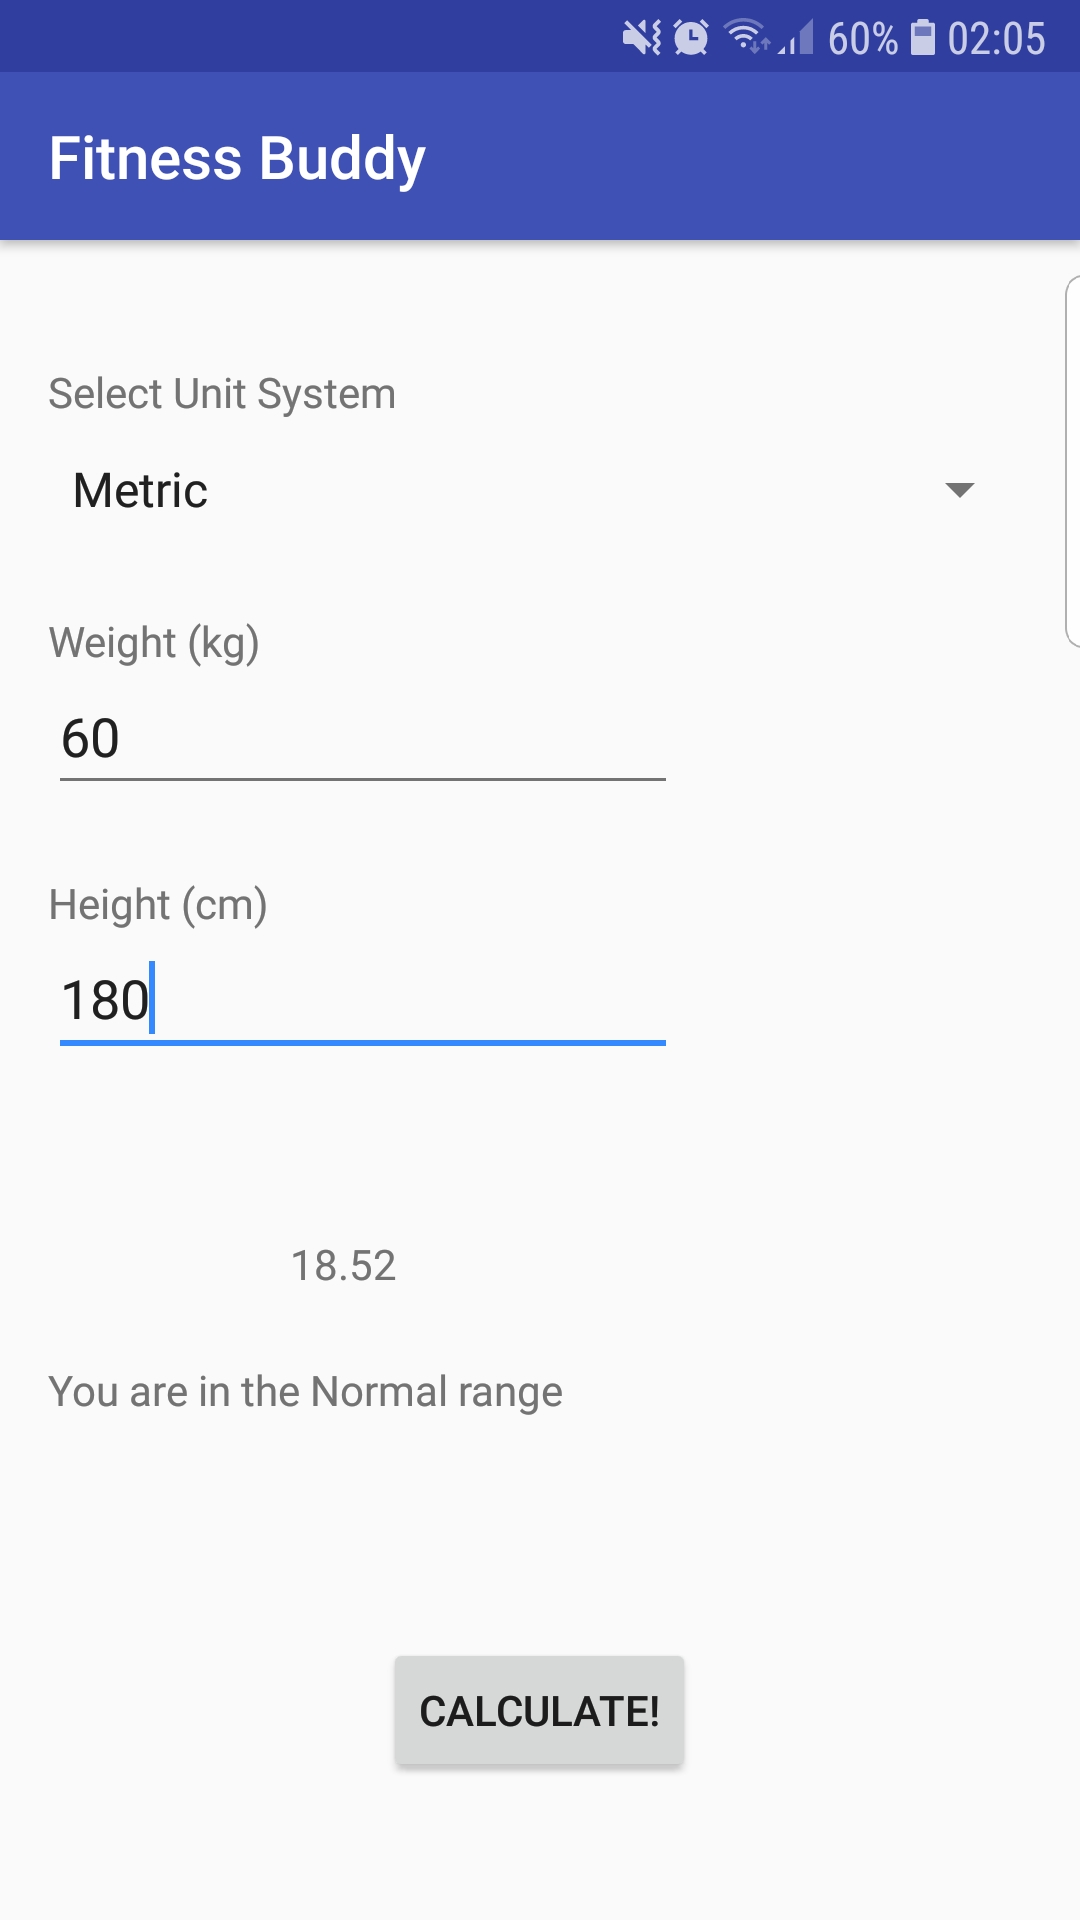 60% 02:05
Fitness Buddy
Select Unit System
Metric
Weight (kg)
60
Height (cm)
180
18.52
You are in the Normal range
CALCULATE!